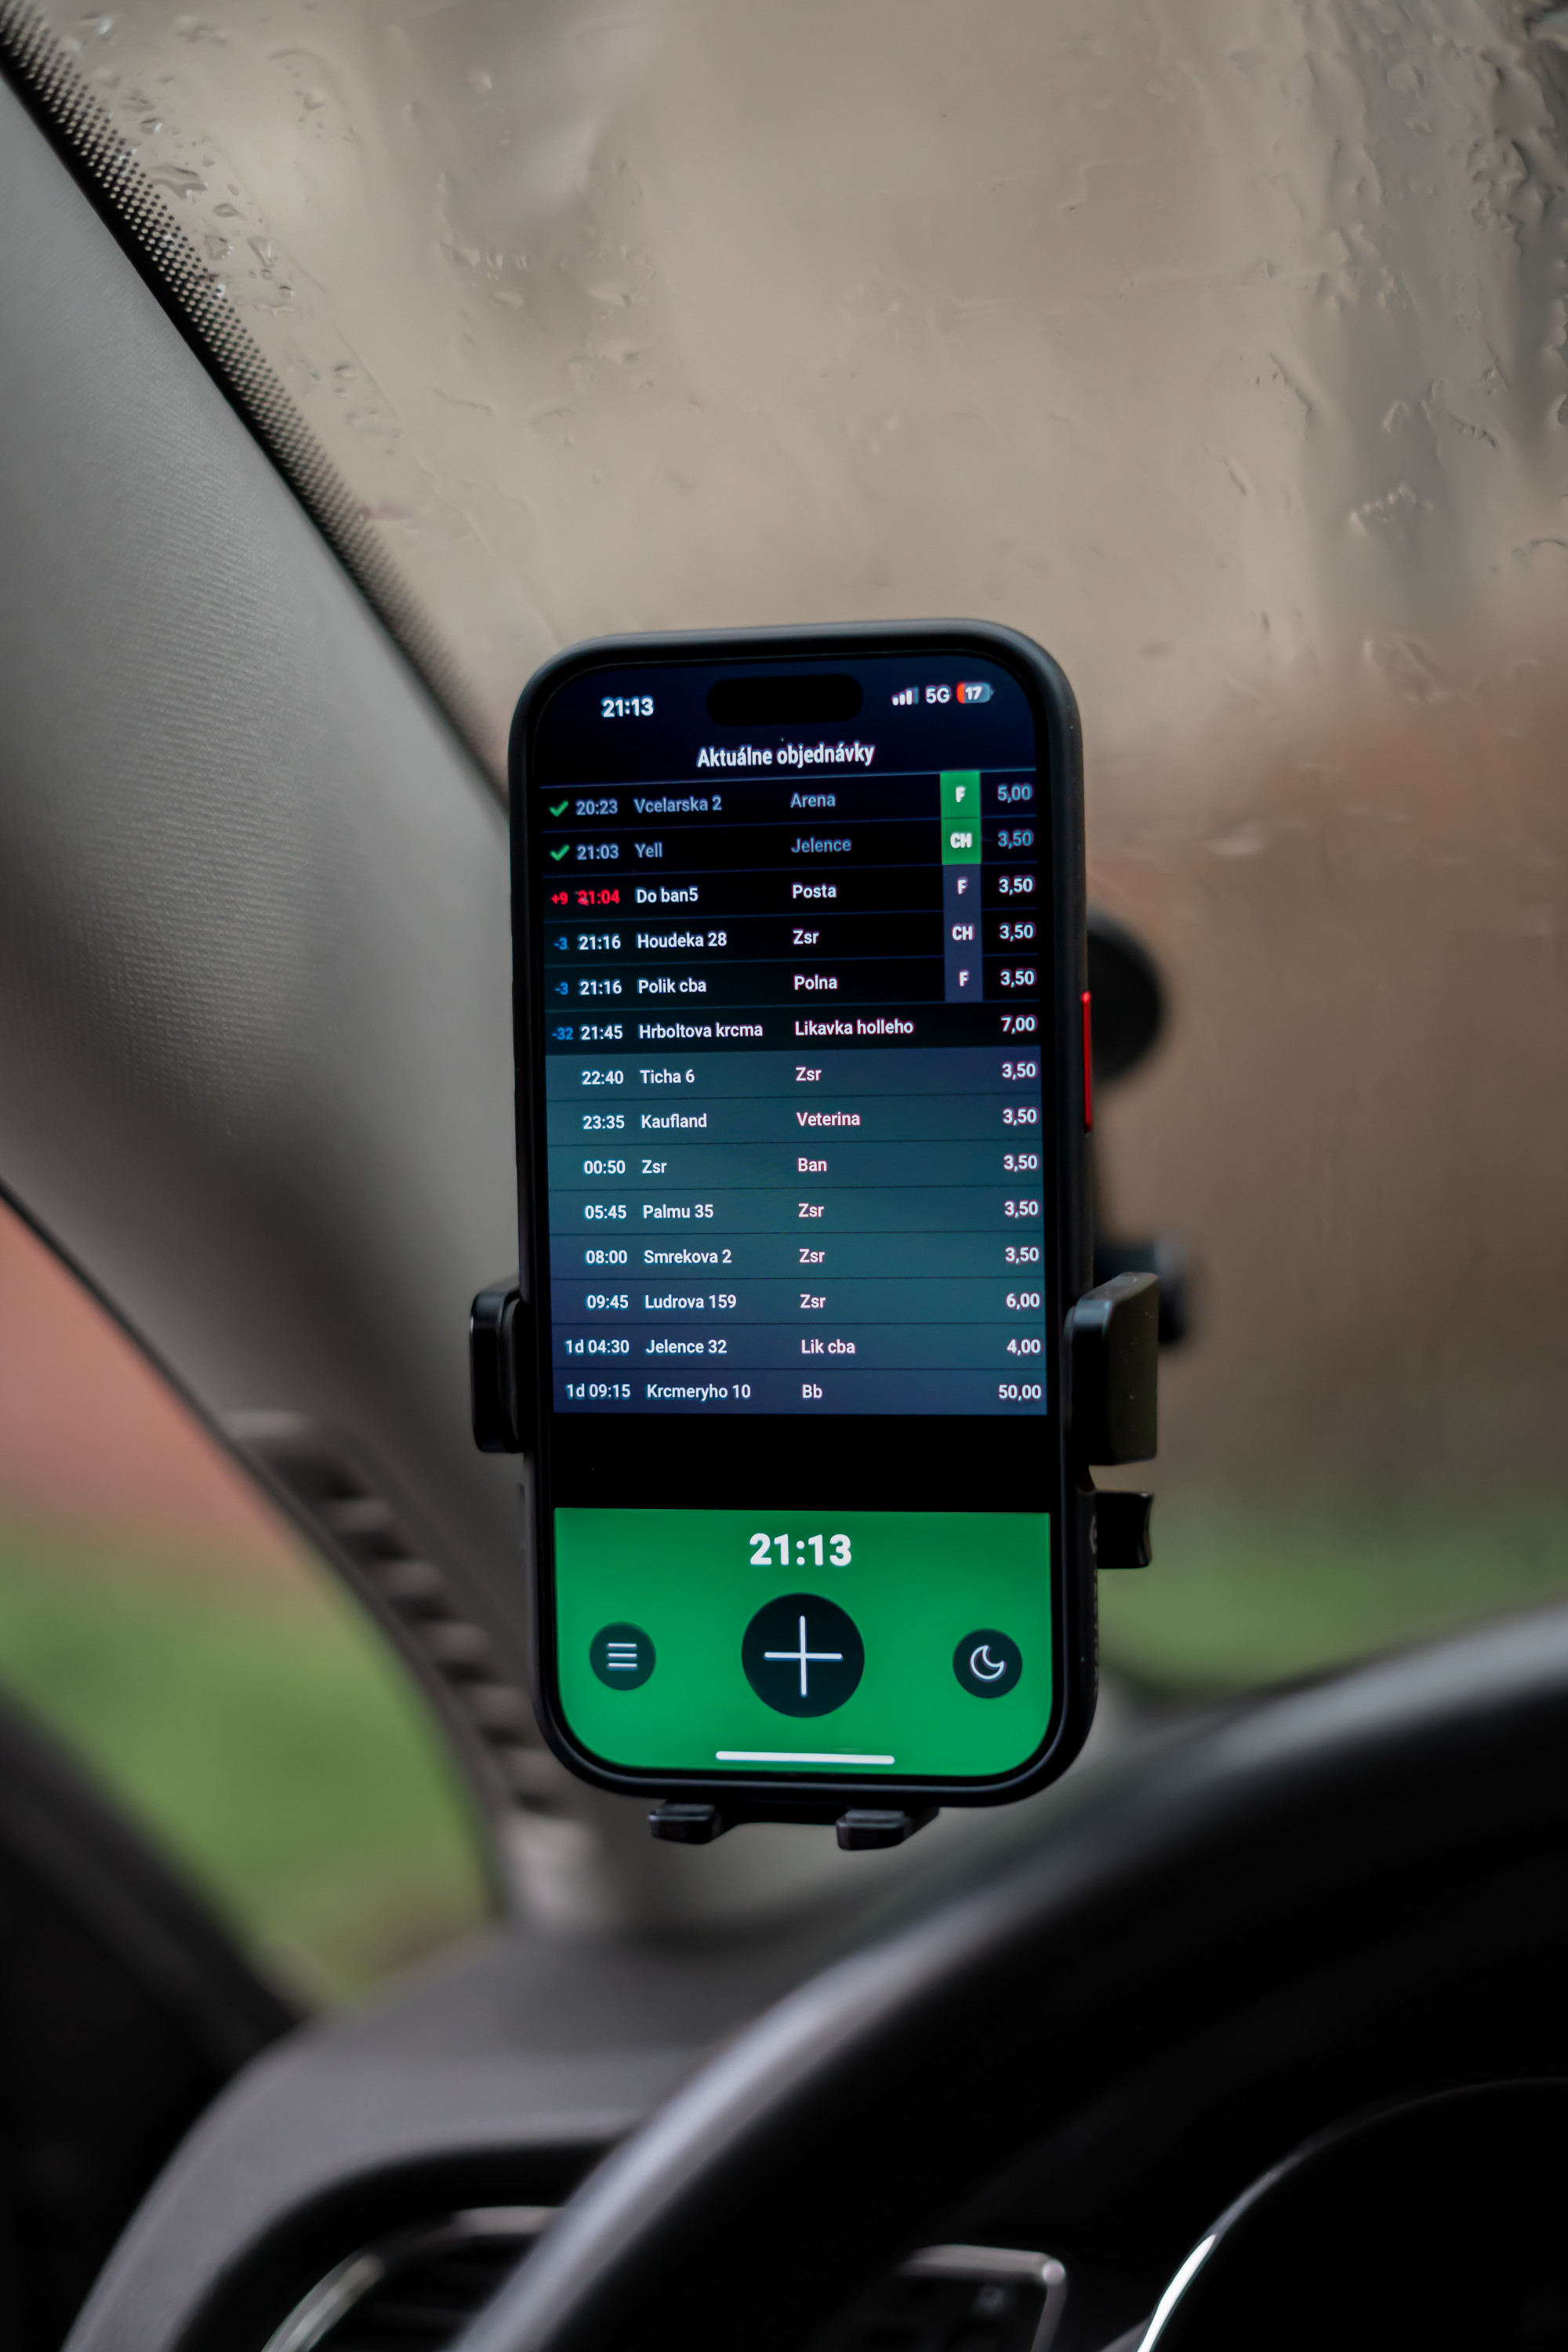 21:13 5G 17
Aktuálne objednávky
20:23 Vcelarska 2 Arena F 5,00
21:03 Yell Jelence CH 3,50
+9 21:04 Do ban5 Posta F 3,50
-3 21:16 Houdeka 28 Zsr CH 3,50
-3 21:16 Polik cba Polna F 3,50
-32 21:45 Hrboltova krcma Likavka holleho 7,00
22:40 Ticha 6 Zsr 3,50
23:35 Kaufland Veterina 3,50
00:50 Zsr Ban 3,50
05:45 Palmu 35 Zsr 3,50
08:00 Smrekova 2 Zsr 3,50
09:45 Ludrova 159 Zsr 6,00
1d 04:30 Jelence 32 Lik cba 4,00
1d 09:15 Krcmeryho 10 Bb 50,00
21:13